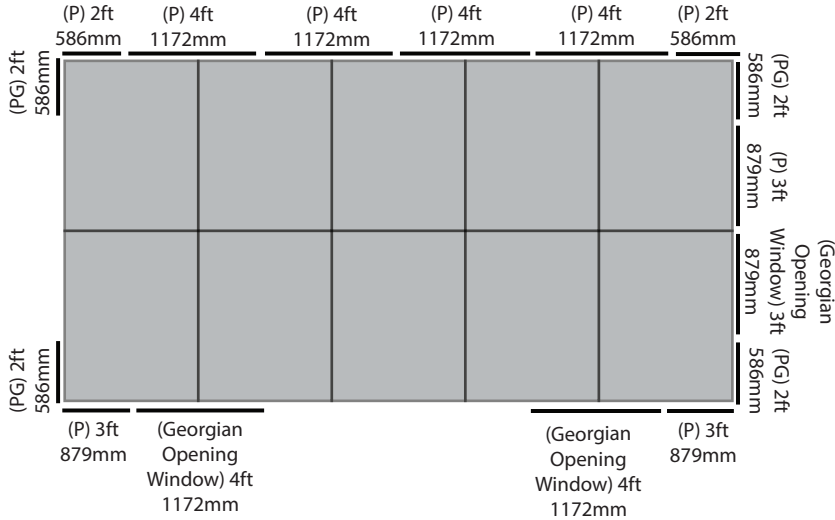 (P) 2ft
586mm
(P) 4ft
1172mm
(P) 4ft
1172mm
(P) 4ft
1172mm
(P) 4ft
1172mm
(P) 2ft
586mm
(PG) 2ft
586mm
(PG) 2ft
586mm
(P) 3ft
879mm
(Georgian
Opening
Window) 3ft
879mm
(PG) 2ft
586mm
(PG) 2ft
586mm
(P) 3ft
879mm
(Georgian
Opening
Window) 4ft
1172mm
(Georgian
Opening
Window) 4ft
1172mm
(P) 3ft
879mm